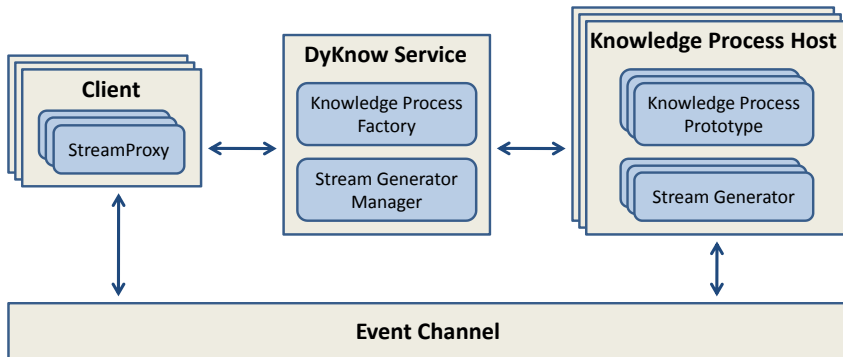 Client
StreamProxy
DyKnow Service
Knowledge Process
Factory
Stream Generator
Manager
Knowledge Process Host
Knowledge Process
Prototype
Stream Generator
Event Channel